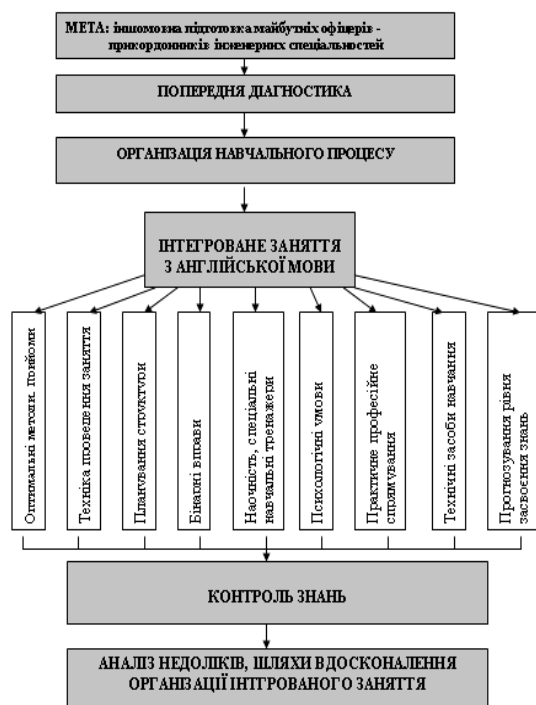 МЕТА: іншомовна підготовка майбутніх офіцерів -
прикордонників інженерних спеціальностей
ПОПЕРЕДНЯ ДІАГНОСТИКА
ОРГАНІЗАЦІЯ НАВЧАЛЬНОГО ПРОЦЕСУ
ІНТЕГРОВАНЕ ЗАНЯТТЯ
З АНГЛІЙСЬКОЇ МОВИ
Оптимальні методи, прийоми
Техніка проведення заняття
Планування структури
Бінарні вправи
Наочність, спеціальні
навчальні тренажери
Психологічні умови
Практичне професійне
спрямування
Технічні засоби навчання
Прогнозування рівня
засвоєння знань
КОНТРОЛЬ ЗНАНЬ
АНАЛІЗ НЕДОЛІКІВ, ШЛЯХИ ВДОСКОНАЛЕННЯ
ОРГАНІЗАЦІЇ ІНТГРОВАНОГО ЗАНЯТТЯ